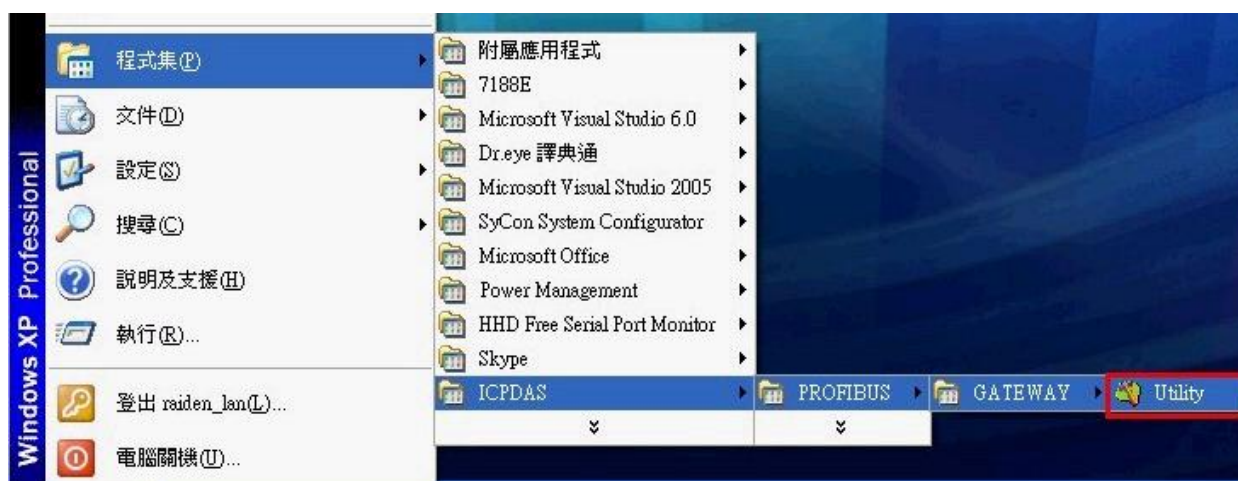 Windows XP Professional
程式集(P)
文件(D)
設定(S)
搜尋(C)
說明及支援(H)
執行(R)...
登出 raiden_lan(L)...
電腦關機(U)...
附屬應用程式
7188E
Microsoft Visual Studio 6.0
Dr.eye 譯典通
Microsoft Visual Studio 2005
SyCon System Configurator
Microsoft Office
Power Management
HHD Free Serial Port Monitor
Skype
ICPDAS
PROFIBUS
GATEWAY
Utility